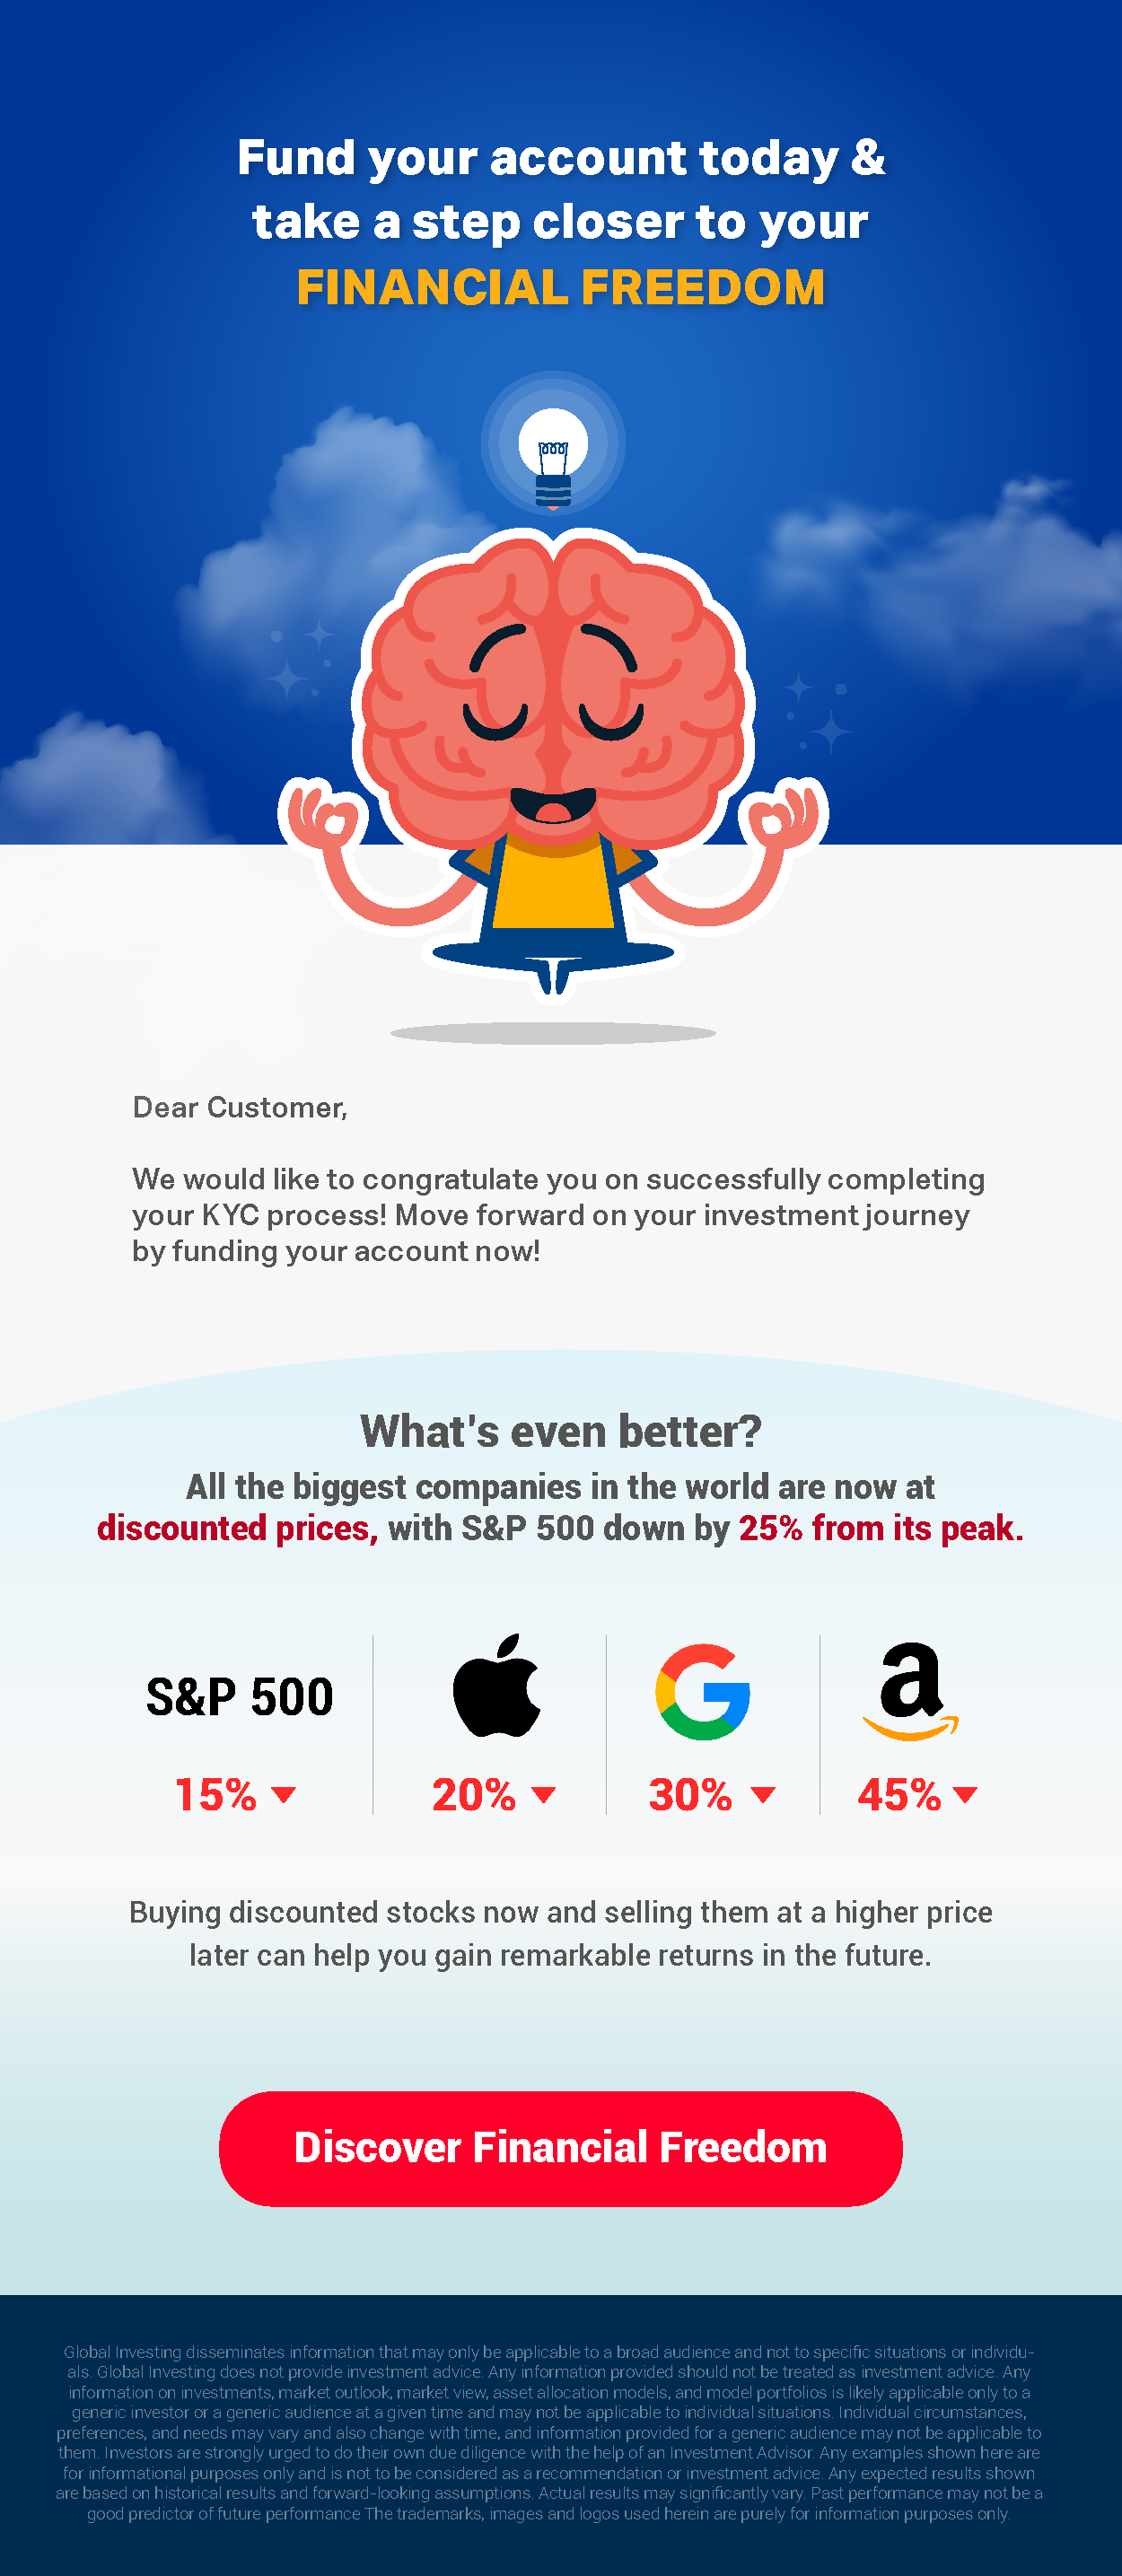 Fund your account today &
take a step closer to your
FINANCIAL FREEDOM
Dear Customer,
We would like to congratulate you on successfully completing
your KYC process! Move forward on your investment journey
by funding your account now!
What's even better?
All the biggest companies in the world are now at
discounted prices, with S&P 500 down by 25% from its peak.
S&P 500
G
a
15% ▼
20% ▼
30% ▼
45% ▼
Buying discounted stocks now and selling them at a higher price
later can help you gain remarkable returns in the future.
Discover Financial Freedom
Global Investing disseminates information that may only be applicable to a broad audience and not to specific situations or individu-
als. Global Investing does not provide investment advice. Any information provided should not be treated as investment advice. Any
information on investments, market outlook, market view, asset allocation models, and model portfolios is likely applicable only to a
generic investor or a generic audience at a given time and may not be applicable to individual situations. Individual circumstances,
preferences, and needs may vary and also change with time, and information provided for a generic audience may not be applicable to
them. Investors are strongly urged to do their own due diligence with the help of an Investment Advisor. Any examples shown here are
for informational purposes only and is not to be considered as a recommendation or investment advice. Any expected results shown
are based on historical results and forward-looking assumptions. Actual results may significantly vary. Past performance may not be a
good predictor of future performance The trademarks, images and logos used herein are purely for information purposes only.